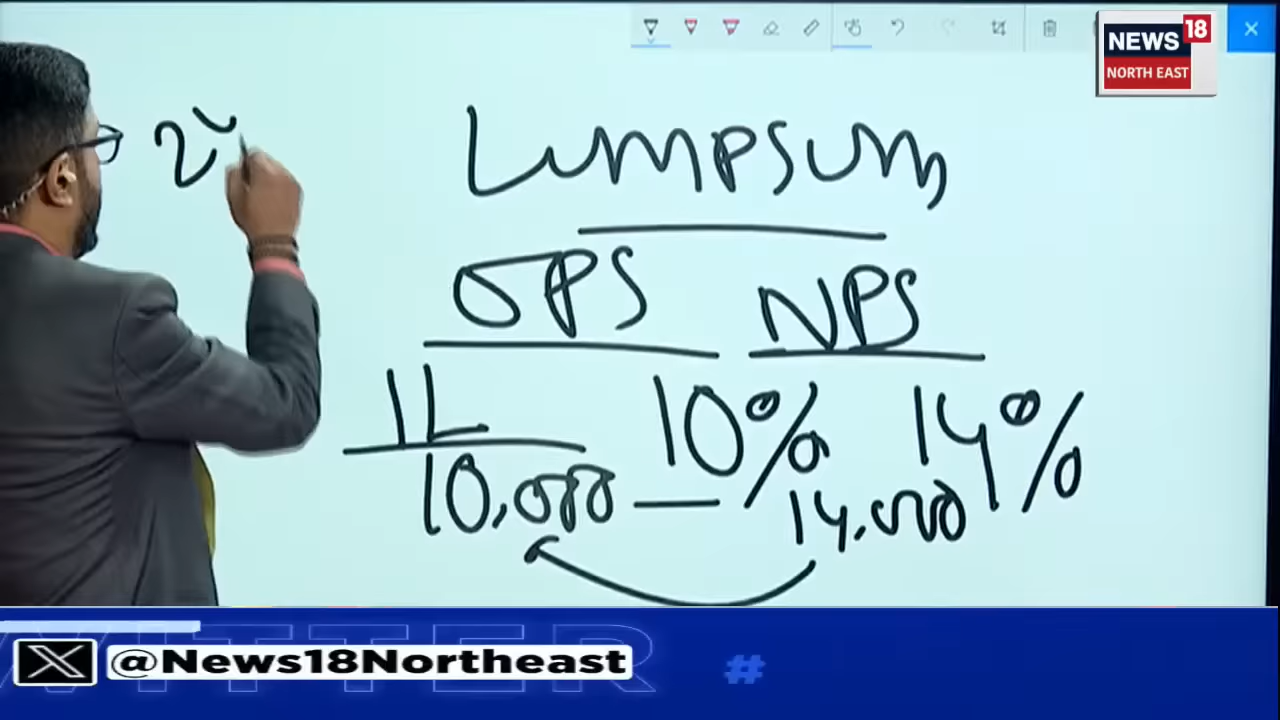 NEWS 18
NORTH EAST
LUMPSUM
OPS NPS
1L 10% 14%
10,000 — 14,000
@News18Northeast
#